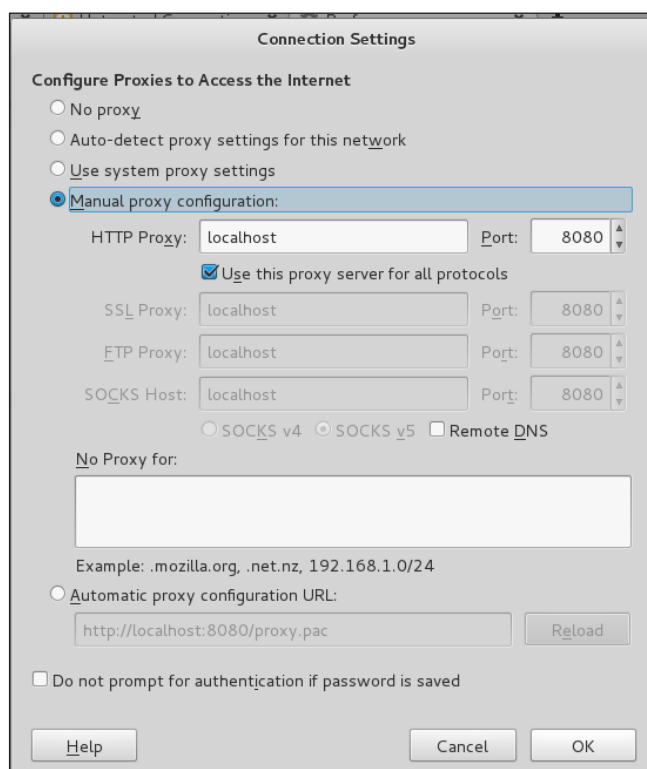 Connection Settings
Configure Proxies to Access the Internet
No proxy
Auto-detect proxy settings for this network
Use system proxy settings
Manual proxy configuration:
HTTP Proxy: localhost Port: 8080
Use this proxy server for all protocols
SSL Proxy: localhost Port: 8080
FTP Proxy: localhost Port: 8080
SOCKS Host: localhost Port: 8080
SOCKS v4 SOCKS v5 Remote DNS
No Proxy for:
Example: .mozilla.org, .net.nz, 192.168.1.0/24
Automatic proxy configuration URL:
http://localhost:8080/proxy.pac Reload
Do not prompt for authentication if password is saved
Help Cancel OK